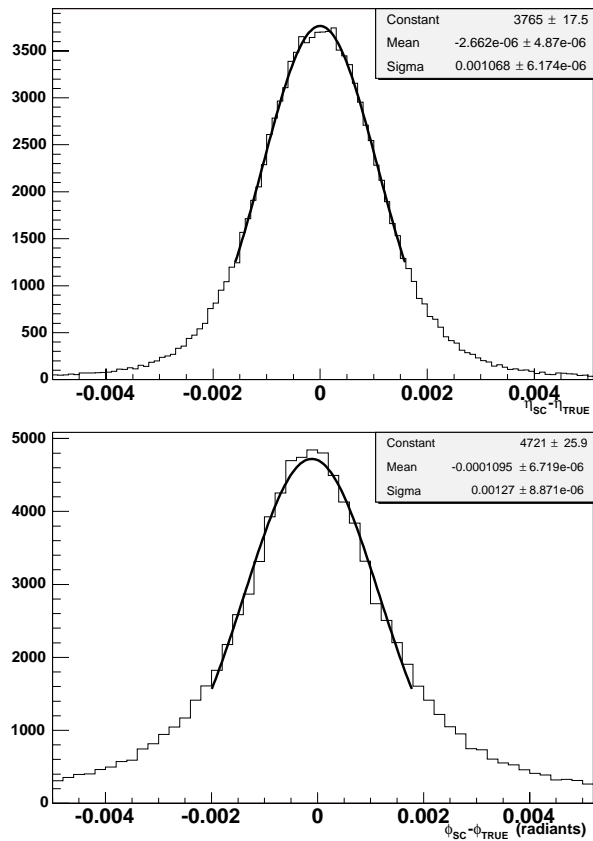 Constant 3765 ± 17.5
Mean -2.662e-06 ± 4.87e-06
Sigma 0.001068 ± 6.174e-06
3500
3000
2500
2000
1500
1000
500
0
-0.004 -0.002 0 0.002 0.004
η_SC-η_TRUE
Constant 4721 ± 25.9
Mean -0.0001095 ± 6.719e-06
Sigma 0.00127 ± 8.871e-06
5000
4000
3000
2000
1000
0
-0.004 -0.002 0 0.002 0.004
ϕ_SC-ϕ_TRUE (radiants)